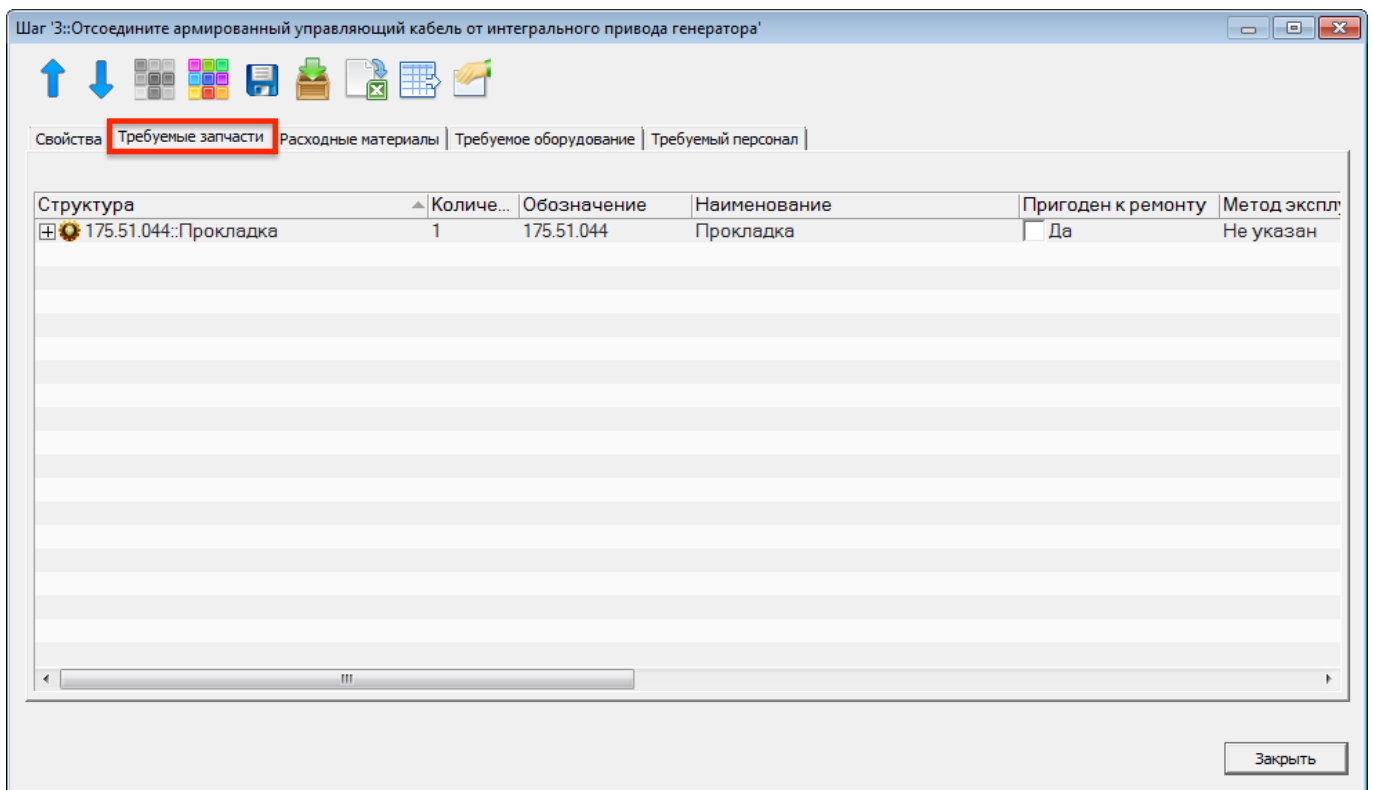 Шаг '3::Отсоедините армированный управляющий кабель от интегрального привода генератора'
Свойства Требуемые запчасти Расходные материалы Требуемое оборудование Требуемый персонал
Структура Количе... Обозначение Наименование Пригоден к ремонту Метод эксплу
175.51.044::Прокладка 1 175.51.044 Прокладка Да Не указан
Закрыть